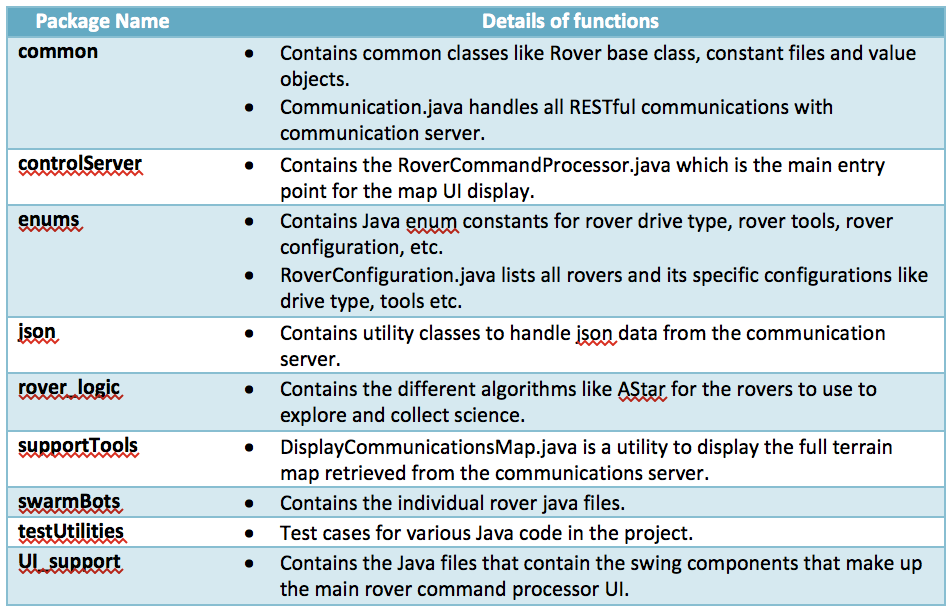 Package Name Details of functions
common
• Contains common classes like Rover base class, constant files and value
objects.
• Communication.java handles all RESTful communications with
communication server.
controlServer
• Contains the RoverCommandProcessor.java which is the main entry
point for the map UI display.
enums
• Contains Java enum constants for rover drive type, rover tools, rover
configuration, etc.
• RoverConfiguration.java lists all rovers and its specific configurations like
drive type, tools etc.
json
• Contains utility classes to handle json data from the communication
server.
rover_logic
• Contains the different algorithms like AStar for the rovers to use to
explore and collect science.
supportTools
• DisplayCommunicationsMap.java is a utility to display the full terrain
map retrieved from the communications server.
swarmBots
• Contains the individual rover java files.
testUtilities
• Test cases for various Java code in the project.
UI_support
• Contains the Java files that contain the swing components that make up
the main rover command processor UI.